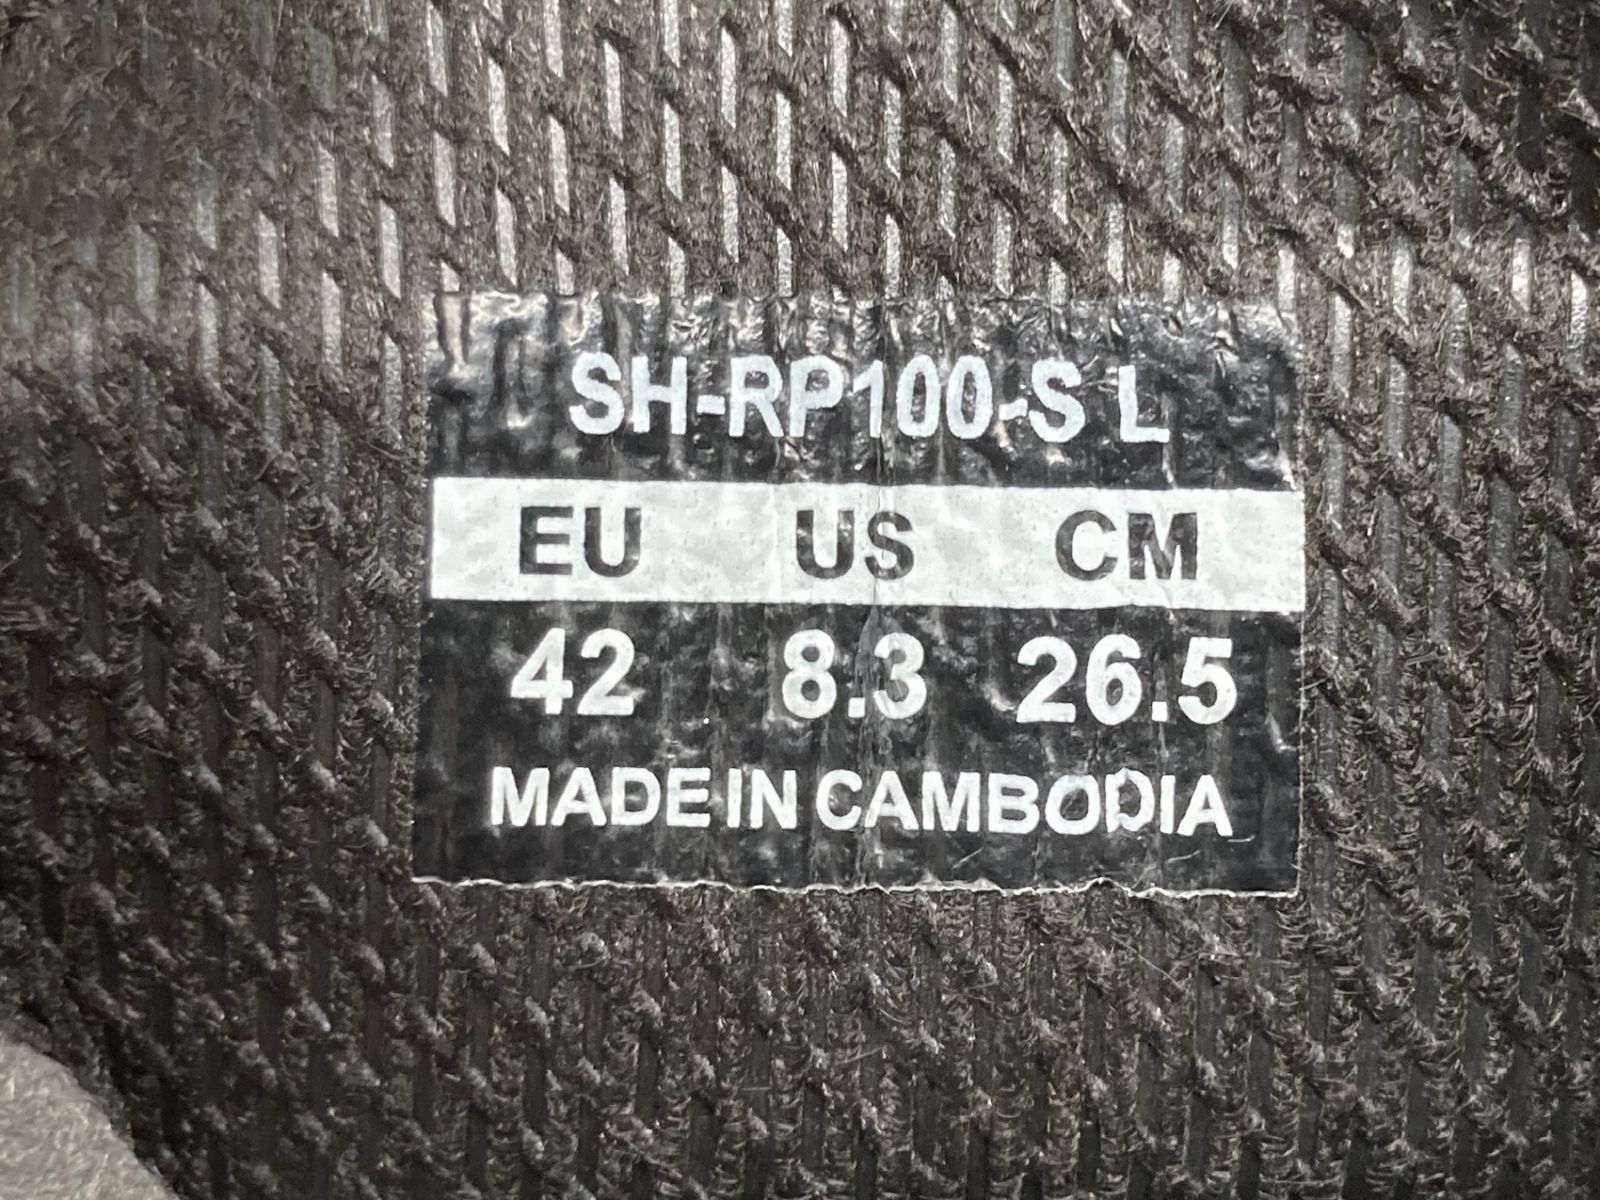 SH-RP100-S L
EU US CM
42 8.3 26.5
MADE IN CAMBODIA